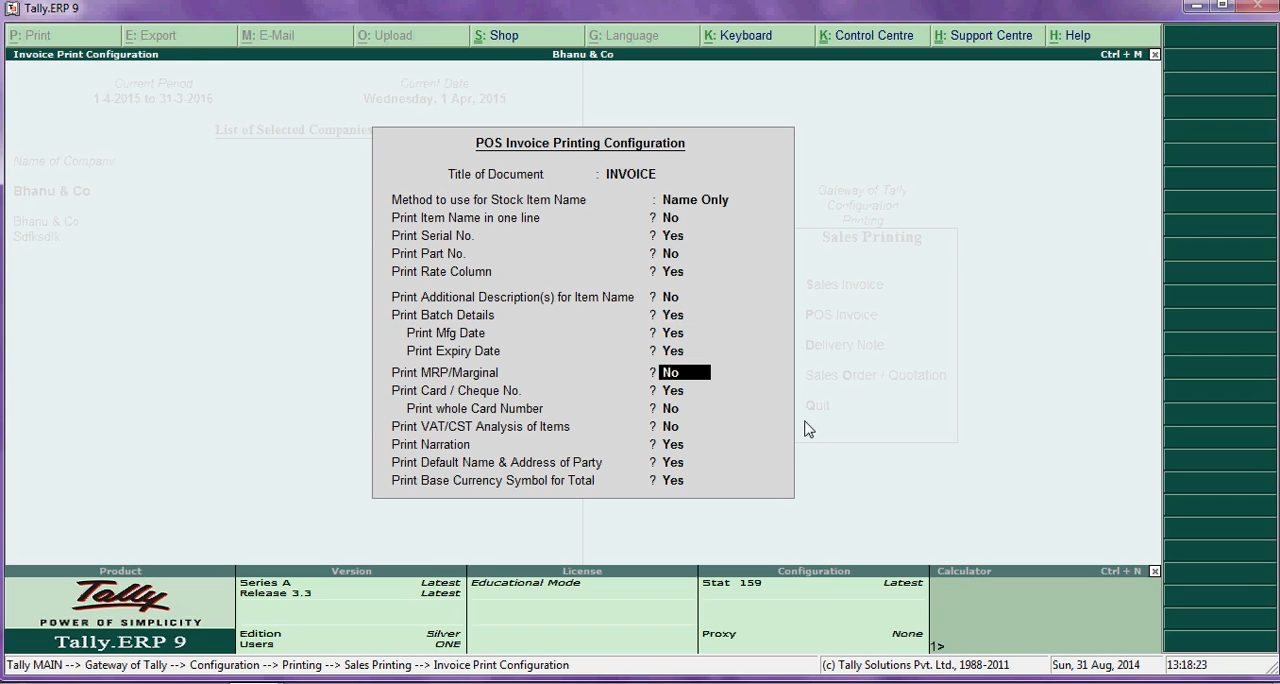 Tally.ERP 9
P: Print E: Export M: E-Mail O: Upload S: Shop G: Language K: Keyboard K: Control Centre H: Support Centre H: Help
Invoice Print Configuration Bhanu & Co Ctrl + M
Current Period Current Date
1-4-2015 to 31-3-2016 Wednesday, 1 Apr, 2015
List of Selected Companies
Name of Company
Bhanu & Co
Bhanu & Co
Sdfksdlk
POS Invoice Printing Configuration
Title of Document : INVOICE
Method to use for Stock Item Name : Name Only
Print Item Name in one line ? No
Print Serial No. ? Yes
Print Part No. ? No
Print Rate Column ? Yes
Print Additional Description(s) for Item Name ? No
Print Batch Details ? Yes
Print Mfg Date ? Yes
Print Expiry Date ? Yes
Print MRP/Marginal ? No
Print Card / Cheque No. ? Yes
Print whole Card Number ? No
Print VAT/CST Analysis of Items ? No
Print Narration ? Yes
Print Default Name & Address of Party ? Yes
Print Base Currency Symbol for Total ? Yes
Gateway of Tally
Configuration
Printing
Sales Printing
Sales Invoice
POS Invoice
Delivery Note
Sales Order / Quotation
Quit
Product Version License Configuration Calculator Ctrl + N
Tally
POWER OF SIMPLICITY
Tally.ERP 9
Series A Latest
Release 3.3 Latest
Edition Silver
Users ONE
Educational Mode
Stat 159 Latest
Proxy None
1>
Tally MAIN --> Gateway of Tally --> Configuration --> Printing --> Sales Printing --> Invoice Print Configuration (c) Tally Solutions Pvt. Ltd., 1988-2011 Sun, 31 Aug, 2014 13:18:23